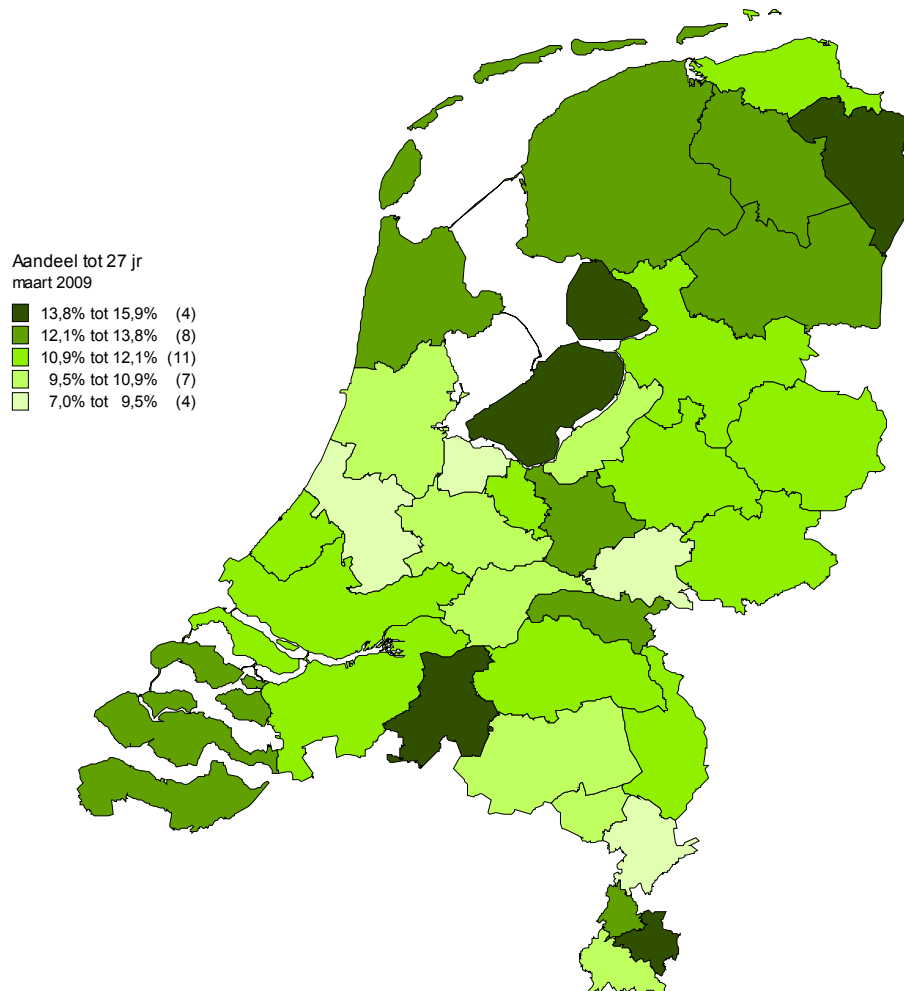 Aandeel tot 27 jr
maart 2009
13,8% tot 15,9% (4)
12,1% tot 13,8% (8)
10,9% tot 12,1% (11)
9,5% tot 10,9% (7)
7,0% tot 9,5% (4)